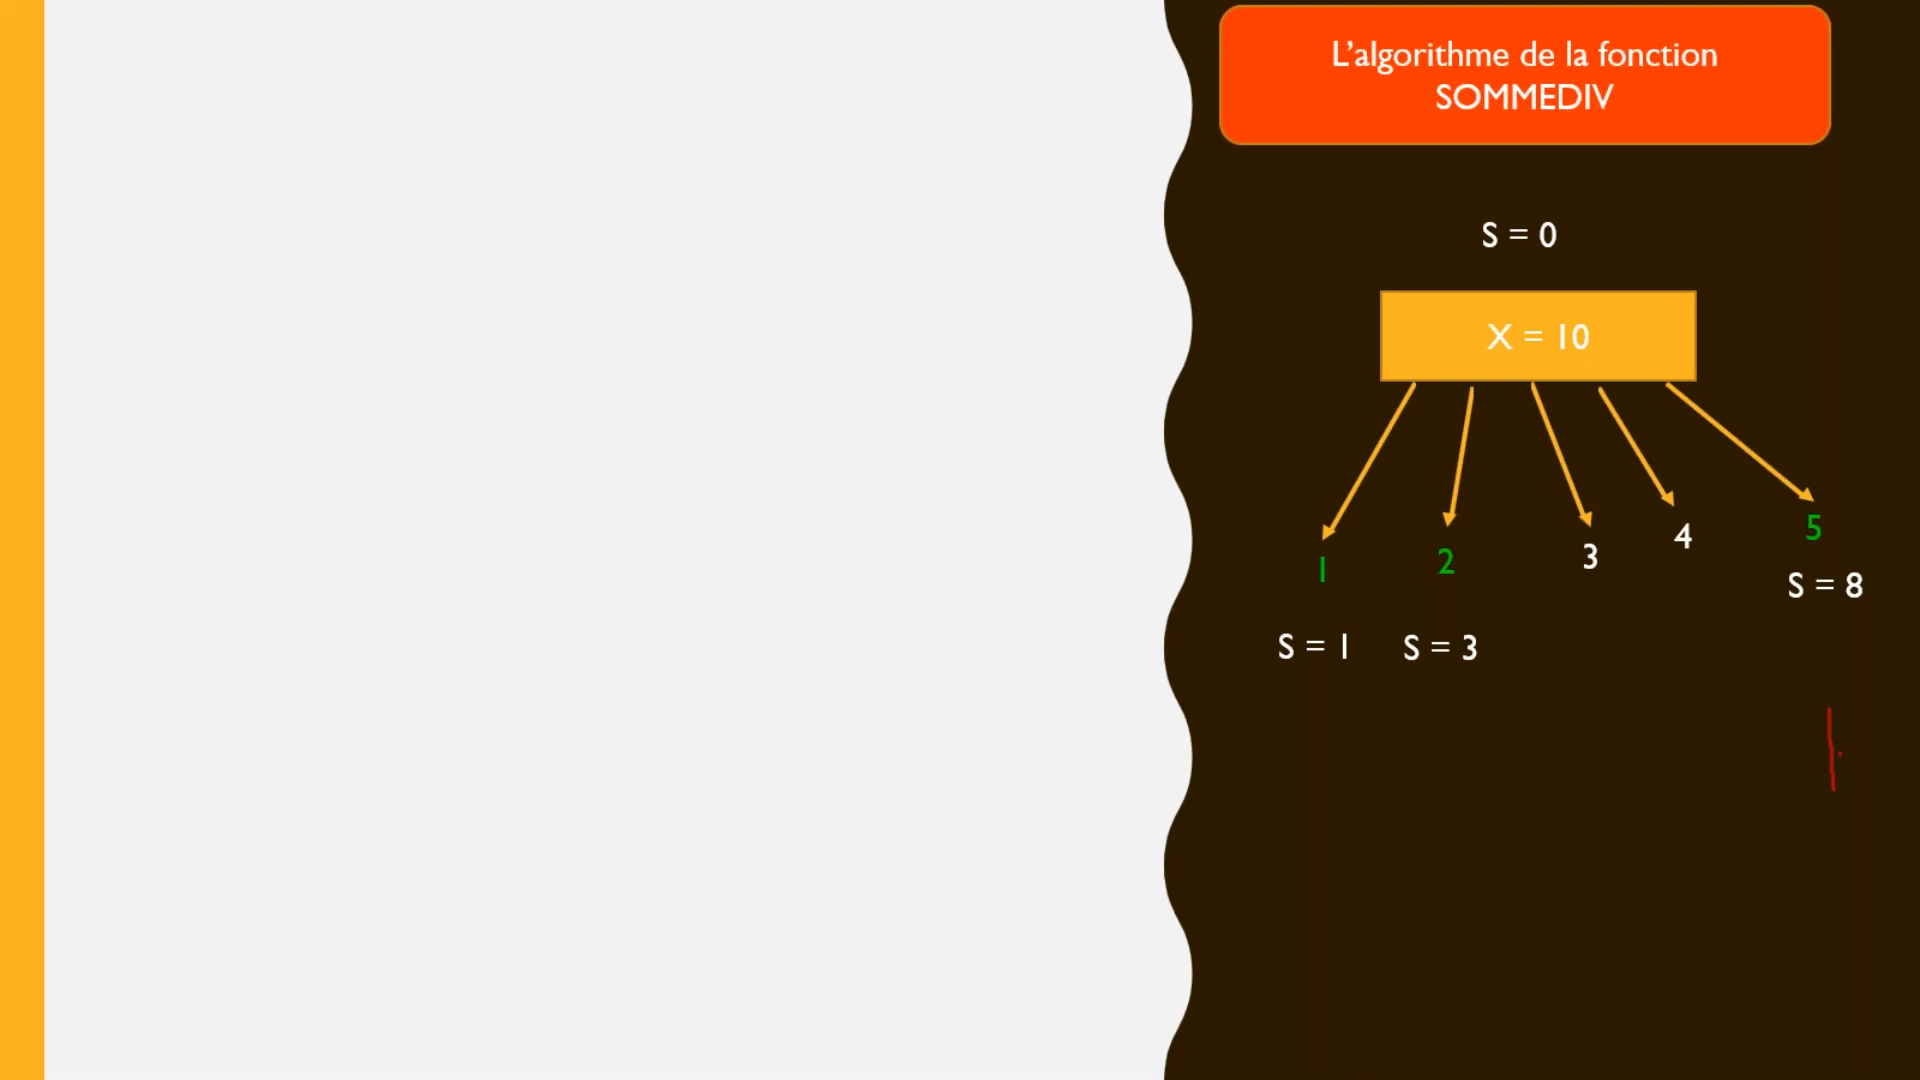 L'algorithme de la fonction
SOMMEDIV
S = 0
X = 10
1
2
3
4
5
S = 8
S = 1
S = 3